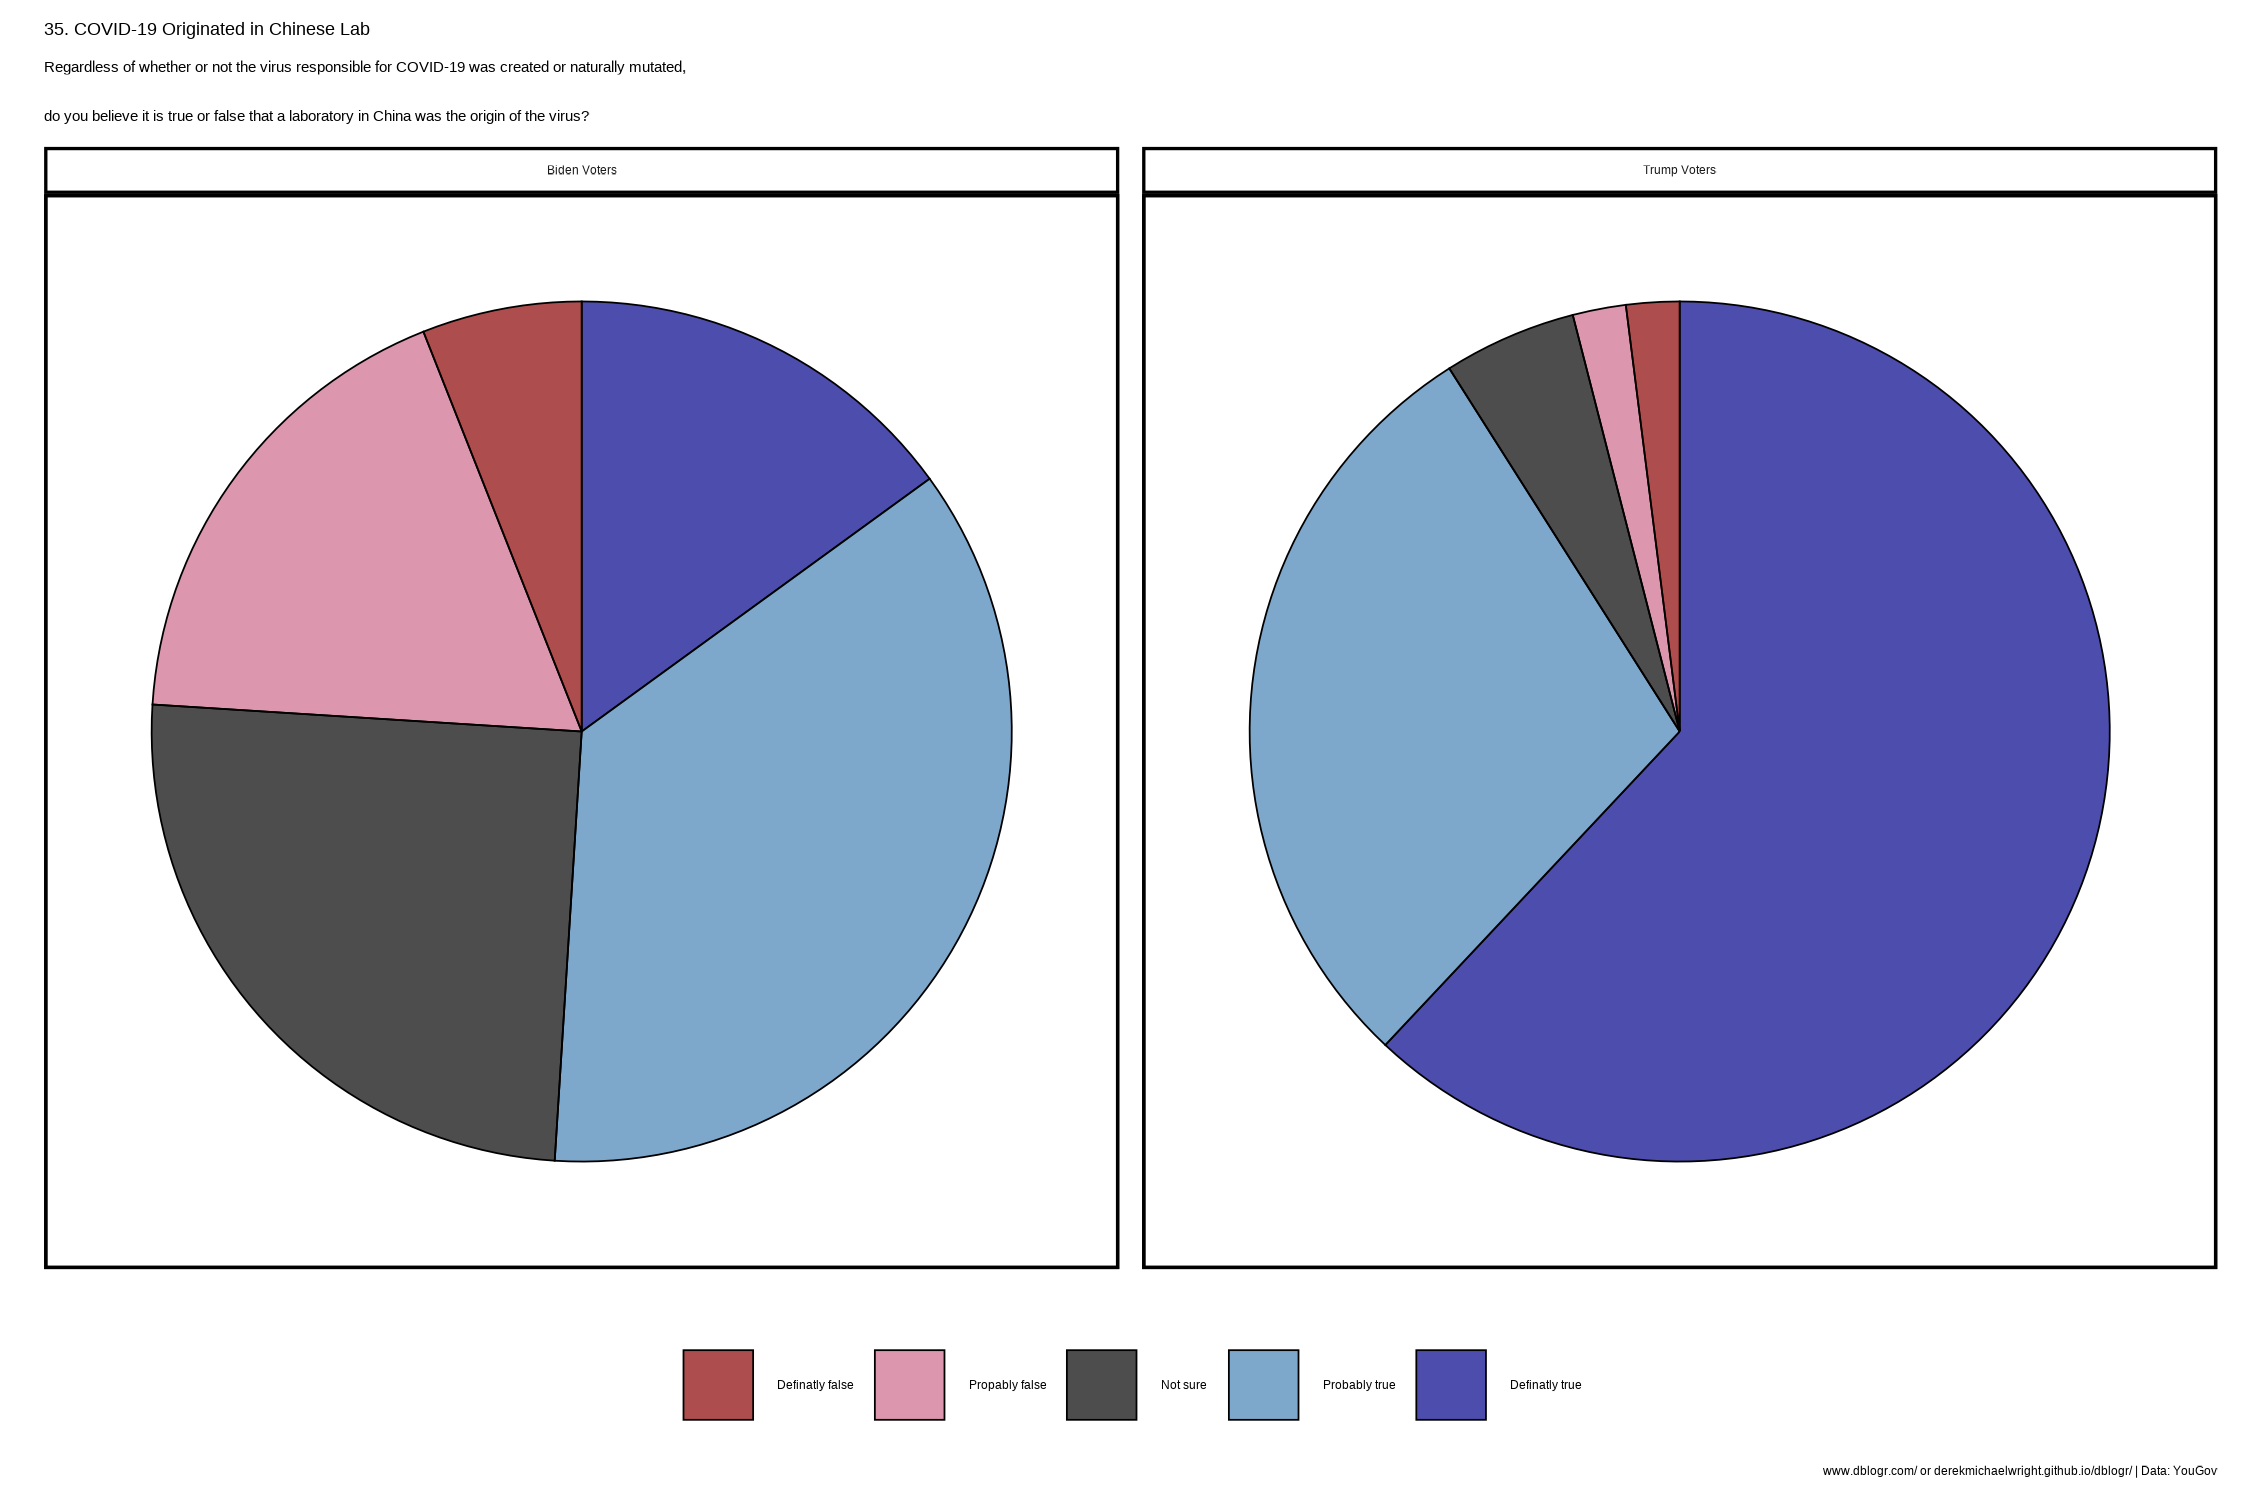 35. COVID-19 Originated in Chinese Lab
Regardless of whether or not the virus responsible for COVID-19 was created or naturally mutated,
do you believe it is true or false that a laboratory in China was the origin of the virus?
Biden Voters
Trump Voters
Definatly false
Propably false
Not sure
Probably true
Definatly true
www.dblogr.com/ or derekmichaelwright.github.io/dblogr/ | Data: YouGov